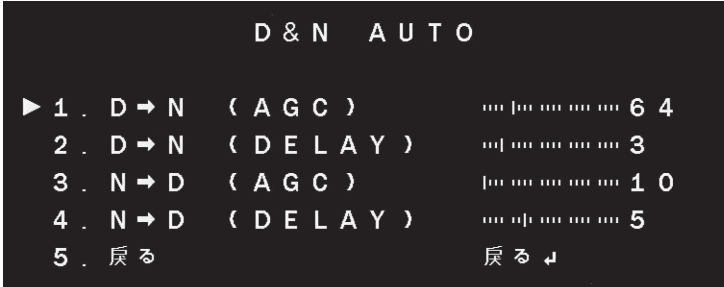 D&N AUTO
▶1. D➡N (AGC) 64
2. D➡N (DELAY) 3
3. N➡D (AGC) 10
4. N➡D (DELAY) 5
5. 戻る 戻る↲